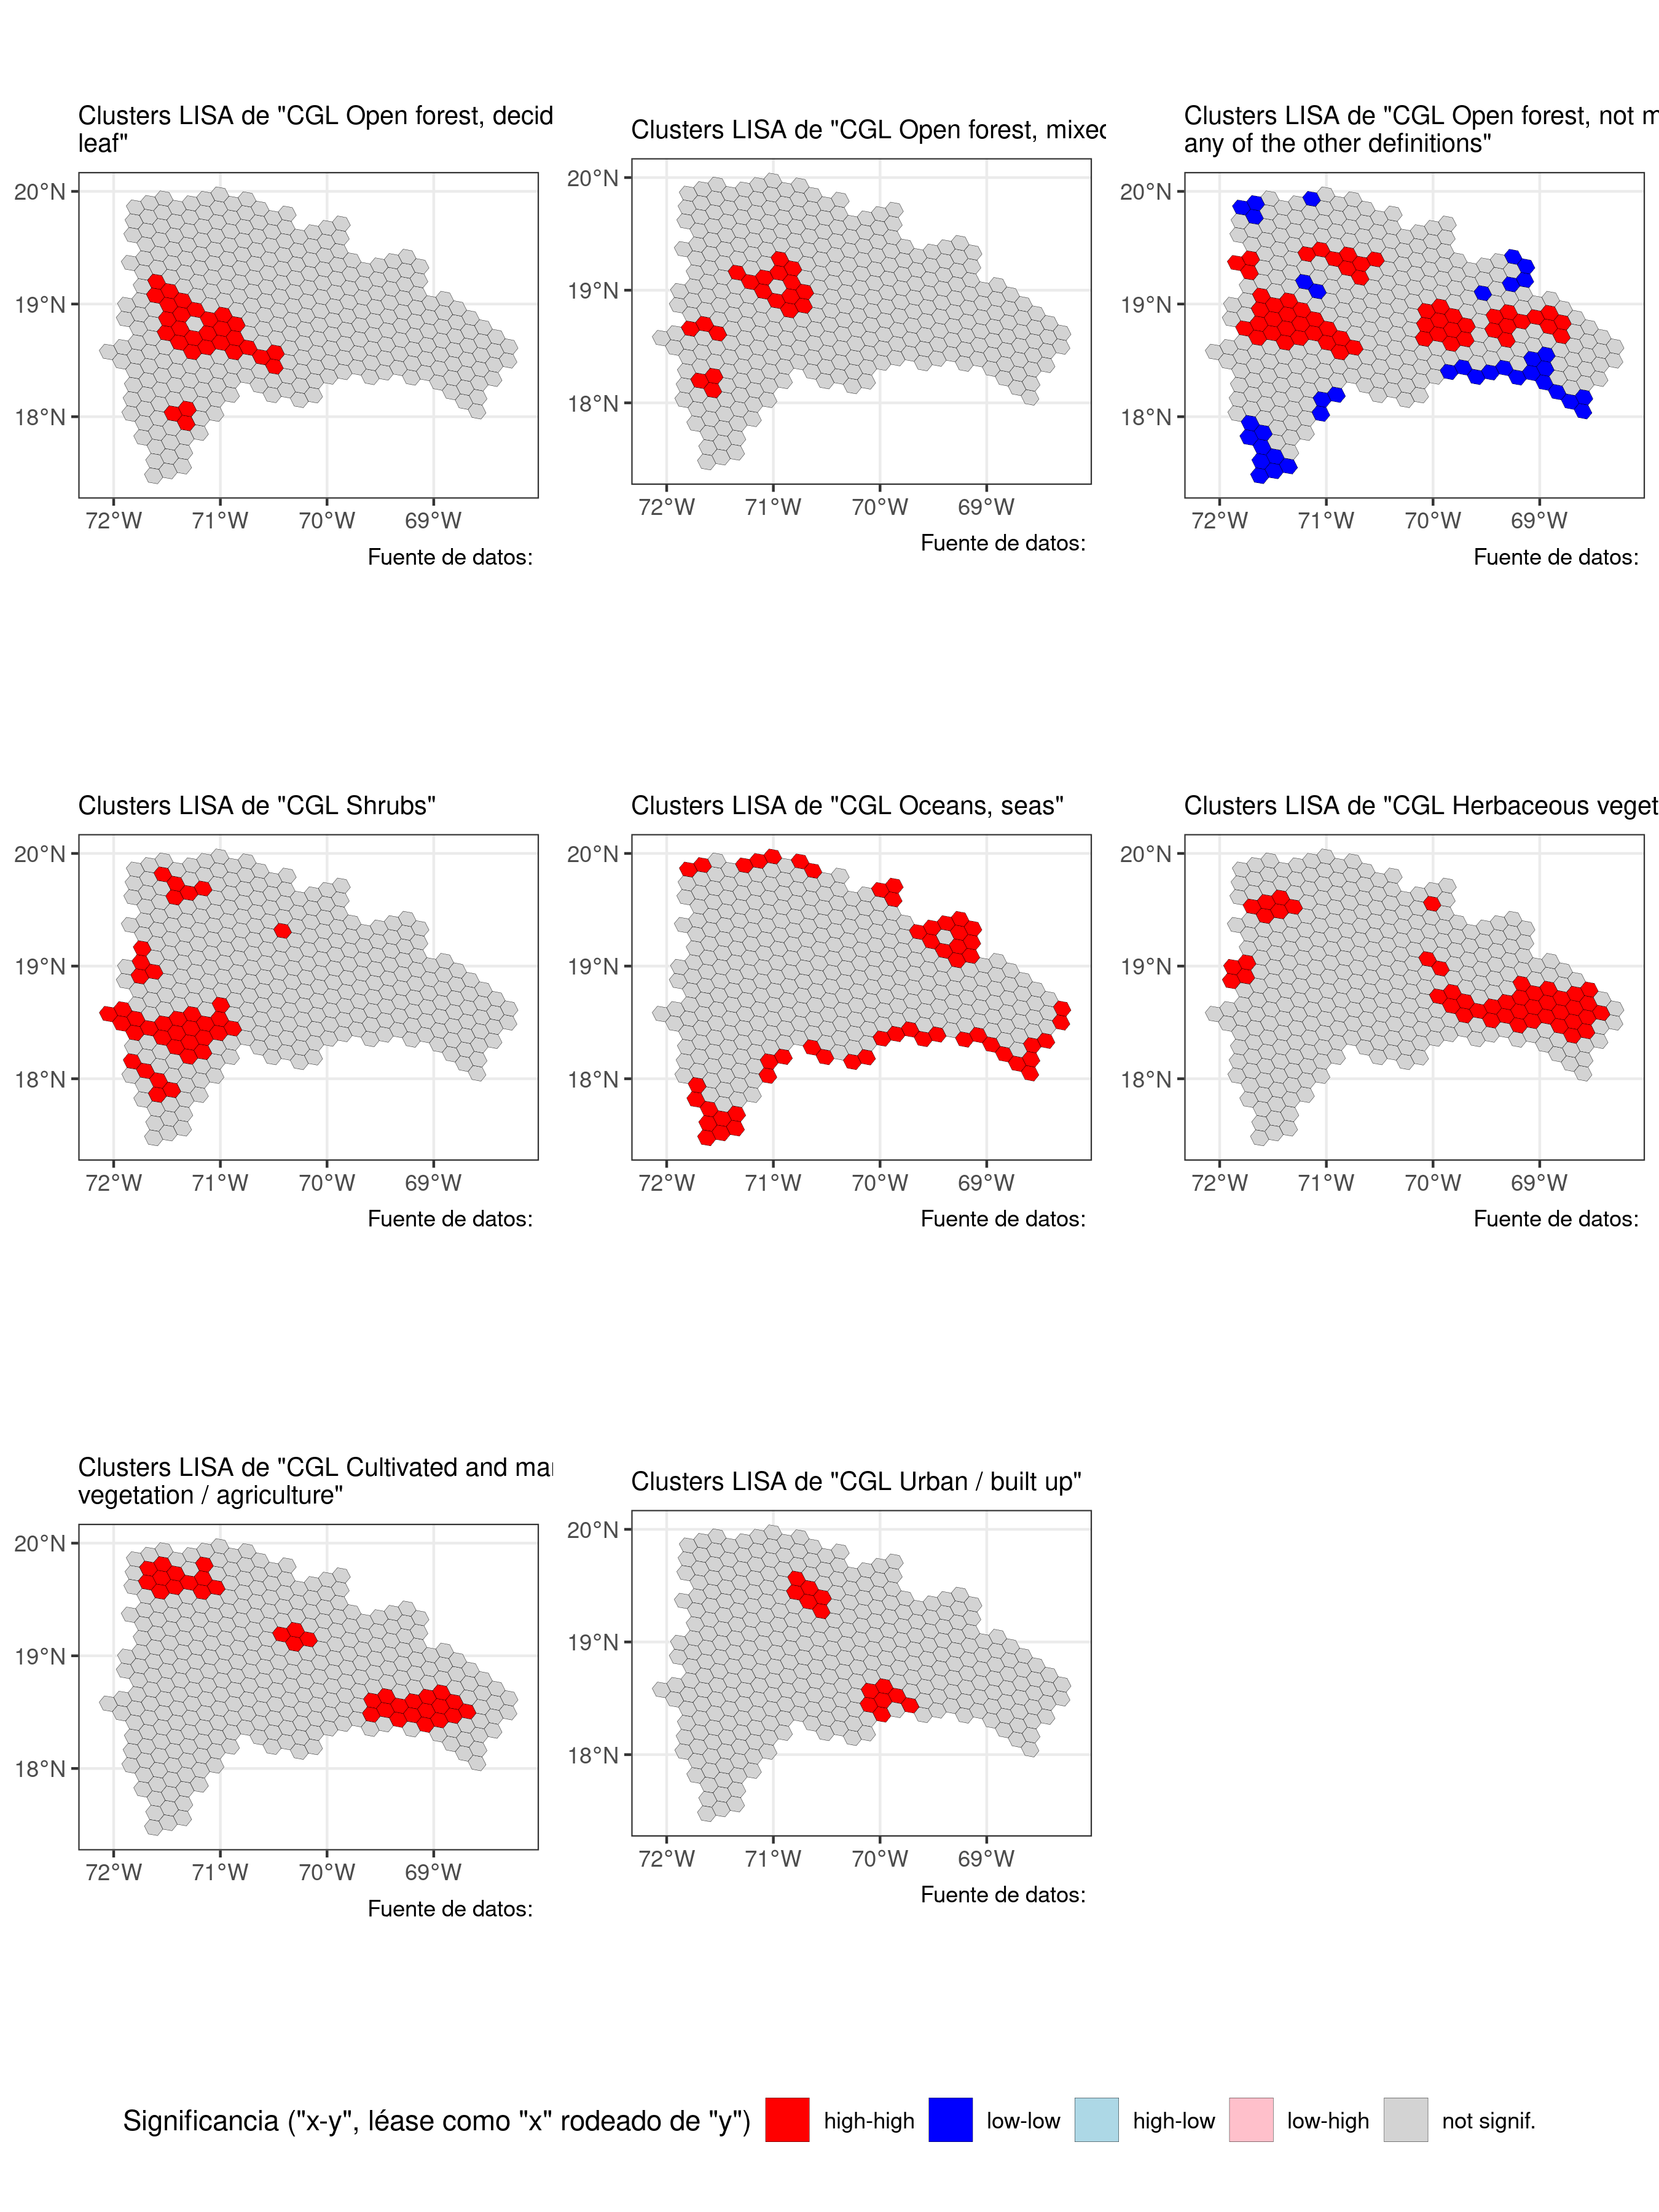 Clusters LISA de "CGL Open forest, decid
leaf"
20°N
19°N
18°N
72°W 71°W 70°W 69°W
Fuente de datos:
Clusters LISA de "CGL Open forest, mixed
20°N
19°N
18°N
72°W 71°W 70°W 69°W
Fuente de datos:
Clusters LISA de "CGL Open forest, not m
any of the other definitions"
20°N
19°N
18°N
72°W 71°W 70°W 69°W
Fuente de datos:
Clusters LISA de "CGL Shrubs"
20°N
19°N
18°N
72°W 71°W 70°W 69°W
Fuente de datos:
Clusters LISA de "CGL Oceans, seas"
20°N
19°N
18°N
72°W 71°W 70°W 69°W
Fuente de datos:
Clusters LISA de "CGL Herbaceous veget
20°N
19°N
18°N
72°W 71°W 70°W 69°W
Fuente de datos:
Clusters LISA de "CGL Cultivated and mar
vegetation / agriculture"
20°N
19°N
18°N
72°W 71°W 70°W 69°W
Fuente de datos:
Clusters LISA de "CGL Urban / built up"
20°N
19°N
18°N
72°W 71°W 70°W 69°W
Fuente de datos:
Significancia ("x-y", léase como "x" rodeado de "y") high-high low-low high-low low-high not signif.